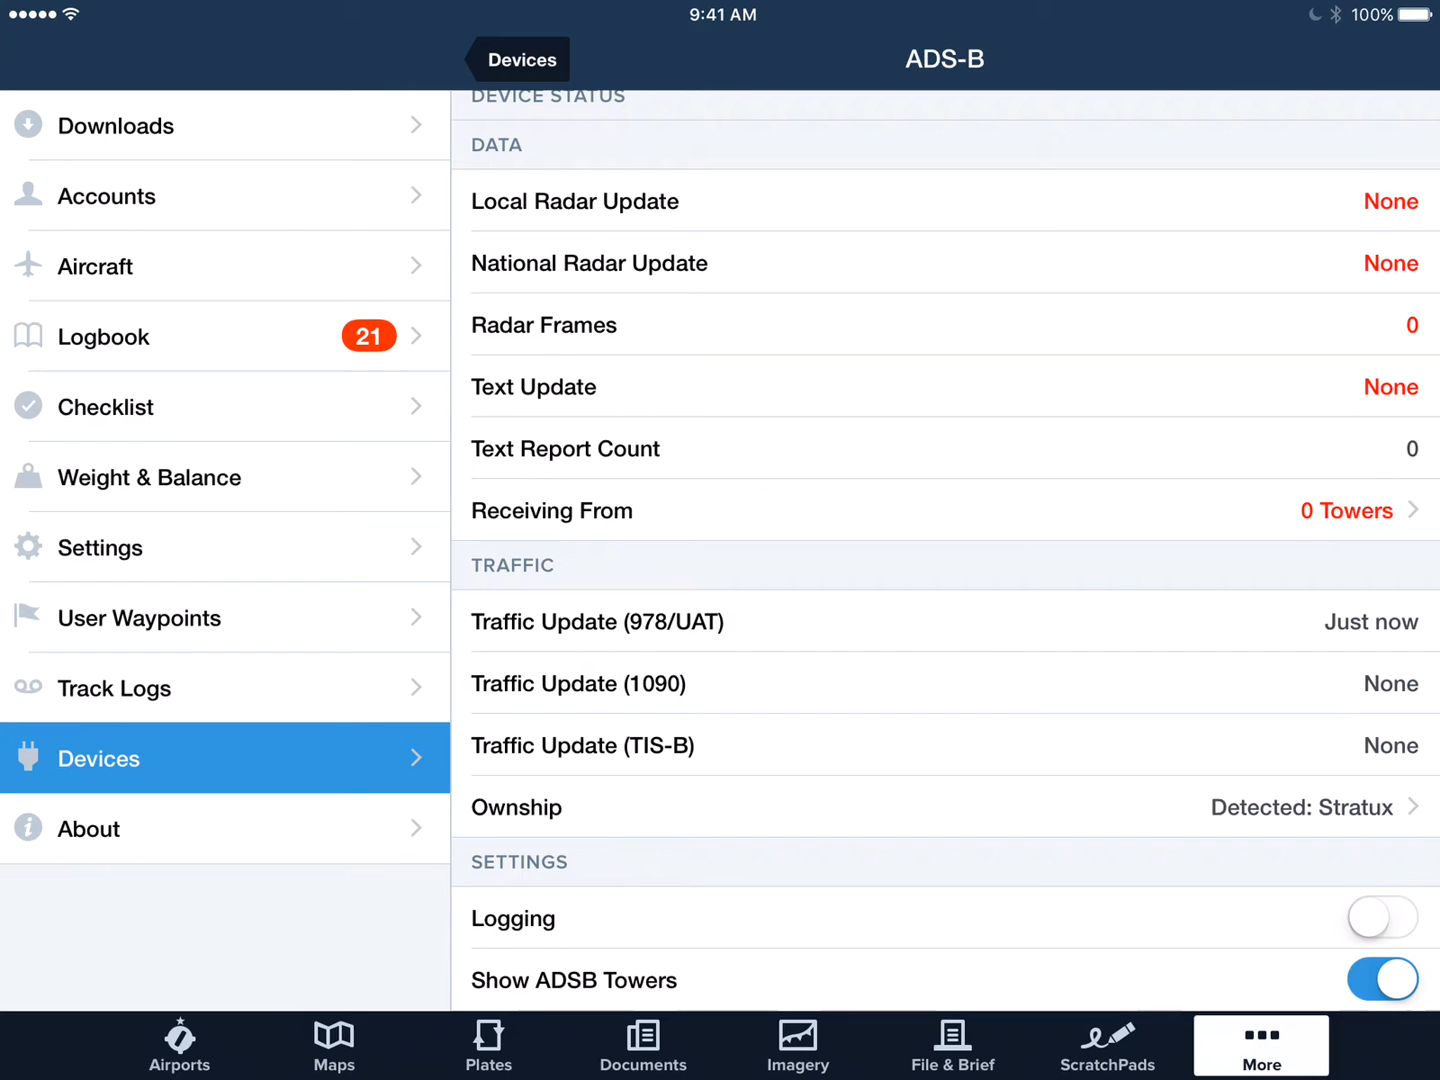 9:41 AM
100%
Devices
ADS-B
Downloads
Accounts
Aircraft
Logbook 21
Checklist
Weight & Balance
Settings
User Waypoints
Track Logs
Devices
About
DEVICE STATUS
DATA
Local Radar Update None
National Radar Update None
Radar Frames 0
Text Update None
Text Report Count 0
Receiving From 0 Towers
TRAFFIC
Traffic Update (978/UAT) Just now
Traffic Update (1090) None
Traffic Update (TIS-B) None
Ownship Detected: Stratux
SETTINGS
Logging
Show ADSB Towers
Airports
Maps
Plates
Documents
Imagery
File & Brief
ScratchPads
More